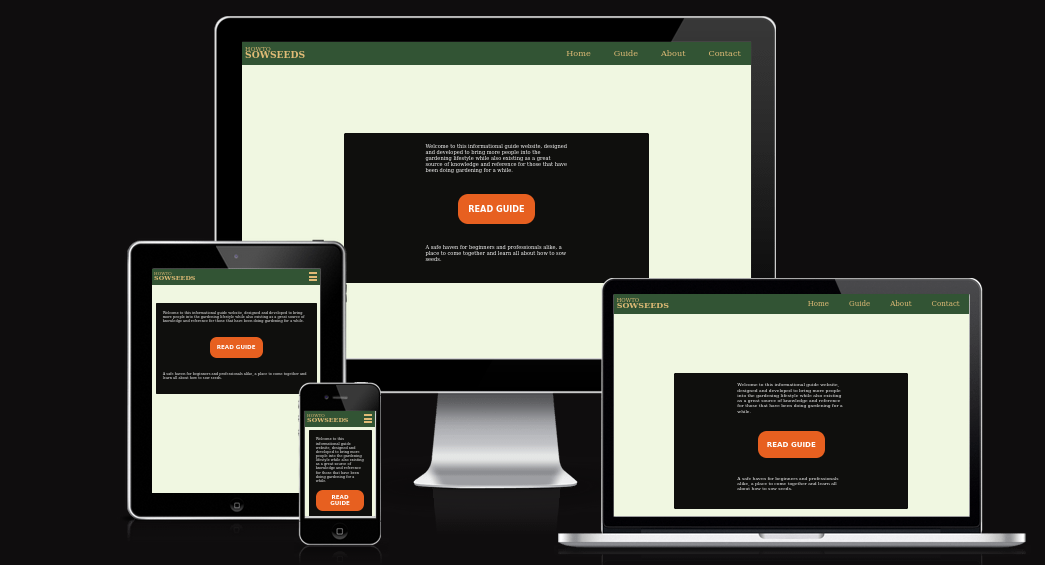 HOWTO
SOWSEEDS
Home Guide About Contact
Welcome to this informational guide website, designed
and developed to bring more people into the
gardening lifestyle while also existing as a great
source of knowledge and reference for those that have
been doing gardening for a while.
READ GUIDE
A safe haven for beginners and professionals alike, a
place to come together and learn all about how to sow
seeds.
HOWTO
SOWSEEDS
Welcome to this informational guide website, designed and developed to bring
more people into the gardening lifestyle while also existing as a great source of
knowledge and reference for those that have been doing gardening for a while.
READ GUIDE
A safe haven for beginners and professionals alike, a place to come together and
learn all about how to sow seeds.
HOWTO
SOWSEEDS
Welcome to this
informational guide
website, designed and
developed to bring more
people into the gardening
lifestyle while also existing
as a great source of
knowledge and reference
for those that have been
doing gardening for a
while.
READ
GUIDE
HOWTO
SOWSEEDS
Home Guide About Contact
Welcome to this informational guide website,
designed and developed to bring more people
into the gardening lifestyle while also existing
as a great source of knowledge and reference
for those that have been doing gardening for a
while.
READ GUIDE
A safe haven for beginners and professionals
alike, a place to come together and learn all
about how to sow seeds.